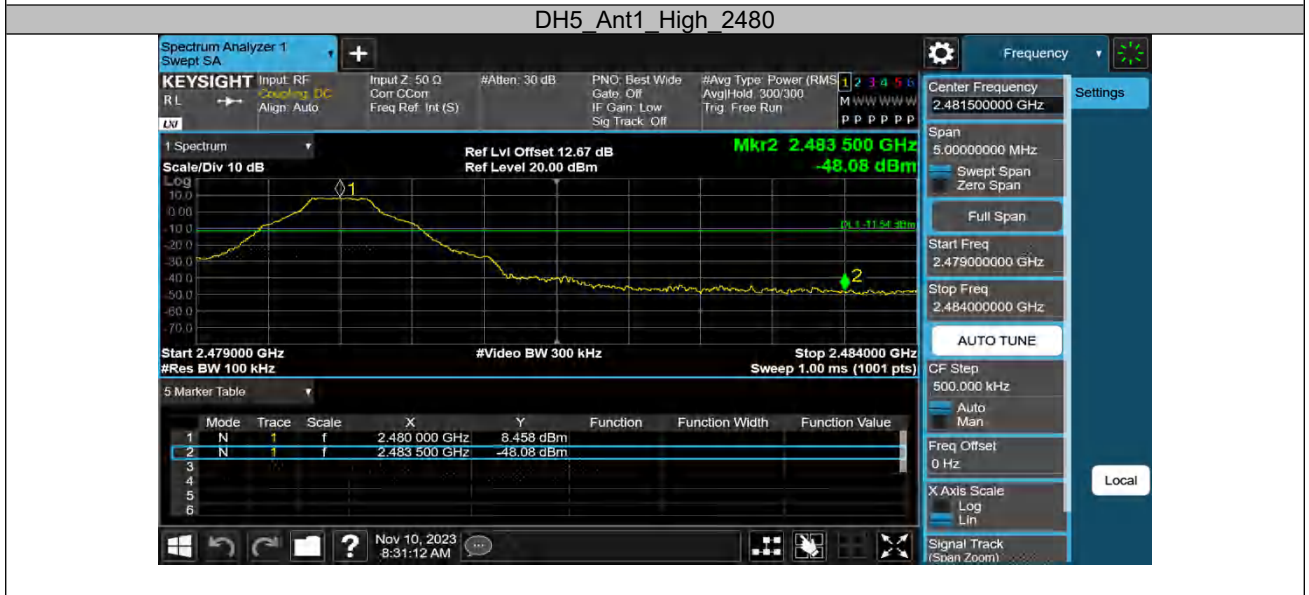 DH5_Ant1_High_2480
Spectrum Analyzer 1
Swept SA
Frequency
Settings
KEYSIGHT
RL
LXI
Input: RF
Coupling: DC
Align: Auto
Input Z: 50 Ω
Corr CCorr
Freq Ref: Int (S)
#Atten: 30 dB
PNO: Best Wide
Gate: Off
IF Gain: Low
Sig Track: Off
#Avg Type: Power (RMS
Avg|Hold: 300/300
Trig: Free Run
1 2 3 4 5 6
M W W W W W
P P P P P P
1 Spectrum
Scale/Div 10 dB
Ref Lvl Offset 12.67 dB
Ref Level 20.00 dBm
Mkr2 2.483 500 GHz
-48.08 dBm
Log
10.0
0.00
-10.0
-20.0
-30.0
-40.0
-50.0
-60.0
-70.0
1
DL1 -11.54 dBm
2
Start 2.479000 GHz
#Res BW 100 kHz
#Video BW 300 kHz
Stop 2.484000 GHz
Sweep 1.00 ms (1001 pts)
5 Marker Table
Mode Trace Scale X Y Function Function Width Function Value
1 N 1 f 2.480 000 GHz 8.458 dBm
2 N 1 f 2.483 500 GHz -48.08 dBm
3
4
5
6
Nov 10, 2023
8:31:12 AM
Center Frequency
2.481500000 GHz
Span
5.00000000 MHz
Swept Span
Zero Span
Full Span
Start Freq
2.479000000 GHz
Stop Freq
2.484000000 GHz
AUTO TUNE
CF Step
500.000 kHz
Auto
Man
Freq Offset
0 Hz
X Axis Scale
Log
Lin
Signal Track
(Span Zoom)
Local